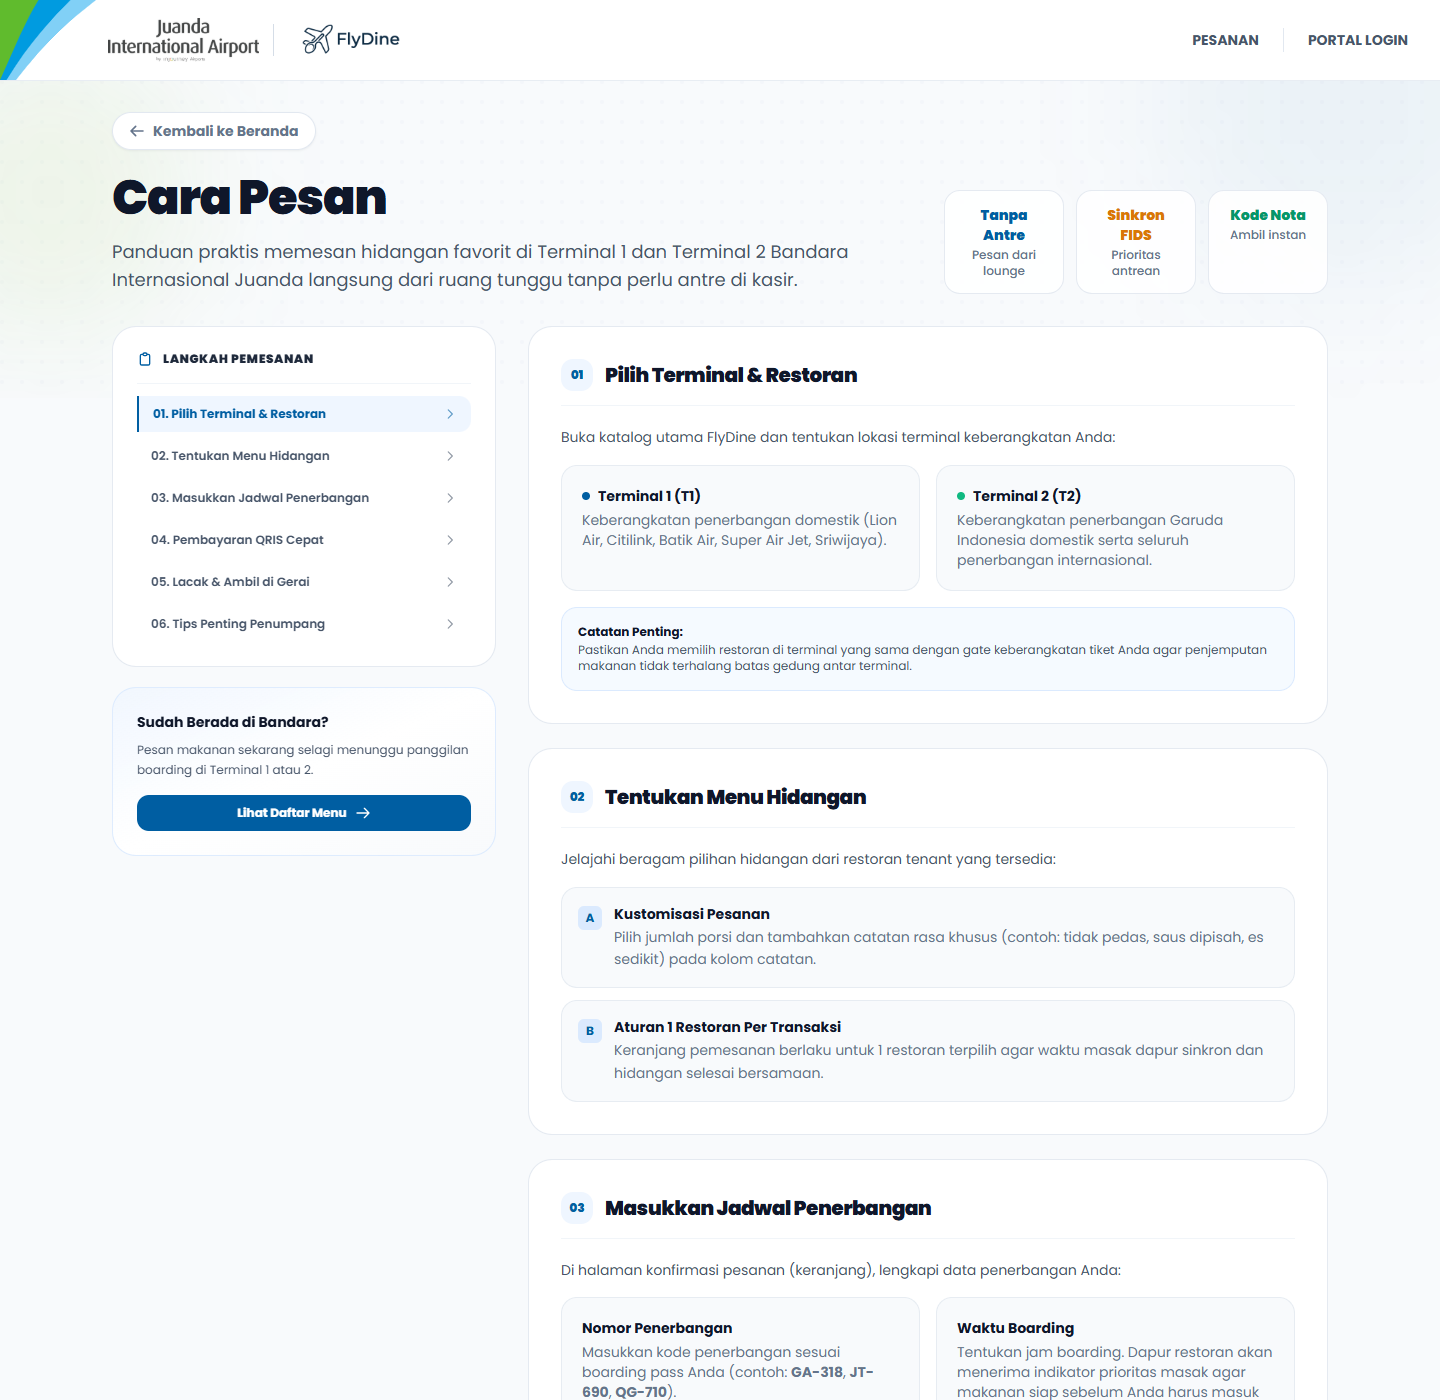 Juanda
International Airport
FlyDine
PESANAN
PORTAL LOGIN
Kembali ke Beranda
Cara Pesan
Panduan praktis memesan hidangan favorit di Terminal 1 dan Terminal 2 Bandara
Internasional Juanda langsung dari ruang tunggu tanpa perlu antre di kasir.
Tanpa
Antre
Pesan dari
lounge
Sinkron
FIDS
Prioritas
antrean
Kode Nota
Ambil instan
LANGKAH PEMESANAN
01. Pilih Terminal & Restoran
02. Tentukan Menu Hidangan
03. Masukkan Jadwal Penerbangan
04. Pembayaran QRIS Cepat
05. Lacak & Ambil di Gerai
06. Tips Penting Penumpang
Sudah Berada di Bandara?
Pesan makanan sekarang selagi menunggu panggilan
boarding di Terminal 1 atau 2.
Lihat Daftar Menu
01 Pilih Terminal & Restoran
Buka katalog utama FlyDine dan tentukan lokasi terminal keberangkatan Anda:
Terminal 1 (T1)
Keberangkatan penerbangan domestik (Lion
Air, Citilink, Batik Air, Super Air Jet, Sriwijaya).
Terminal 2 (T2)
Keberangkatan penerbangan Garuda
Indonesia domestik serta seluruh
penerbangan internasional.
Catatan Penting:
Pastikan Anda memilih restoran di terminal yang sama dengan gate keberangkatan tiket Anda agar penjemputan
makanan tidak terhalang batas gedung antar terminal.
02 Tentukan Menu Hidangan
Jelajahi beragam pilihan hidangan dari restoran tenant yang tersedia:
A Kustomisasi Pesanan
Pilih jumlah porsi dan tambahkan catatan rasa khusus (contoh: tidak pedas, saus dipisah, es
sedikit) pada kolom catatan.
B Aturan 1 Restoran Per Transaksi
Keranjang pemesanan berlaku untuk 1 restoran terpilih agar waktu masak dapur sinkron dan
hidangan selesai bersamaan.
03 Masukkan Jadwal Penerbangan
Di halaman konfirmasi pesanan (keranjang), lengkapi data penerbangan Anda:
Nomor Penerbangan
Masukkan kode penerbangan sesuai
boarding pass Anda (contoh: GA-318, JT-
690, QG-710).
Waktu Boarding
Tentukan jam boarding. Dapur restoran akan
menerima indikator prioritas masak agar
makanan siap sebelum Anda harus masuk